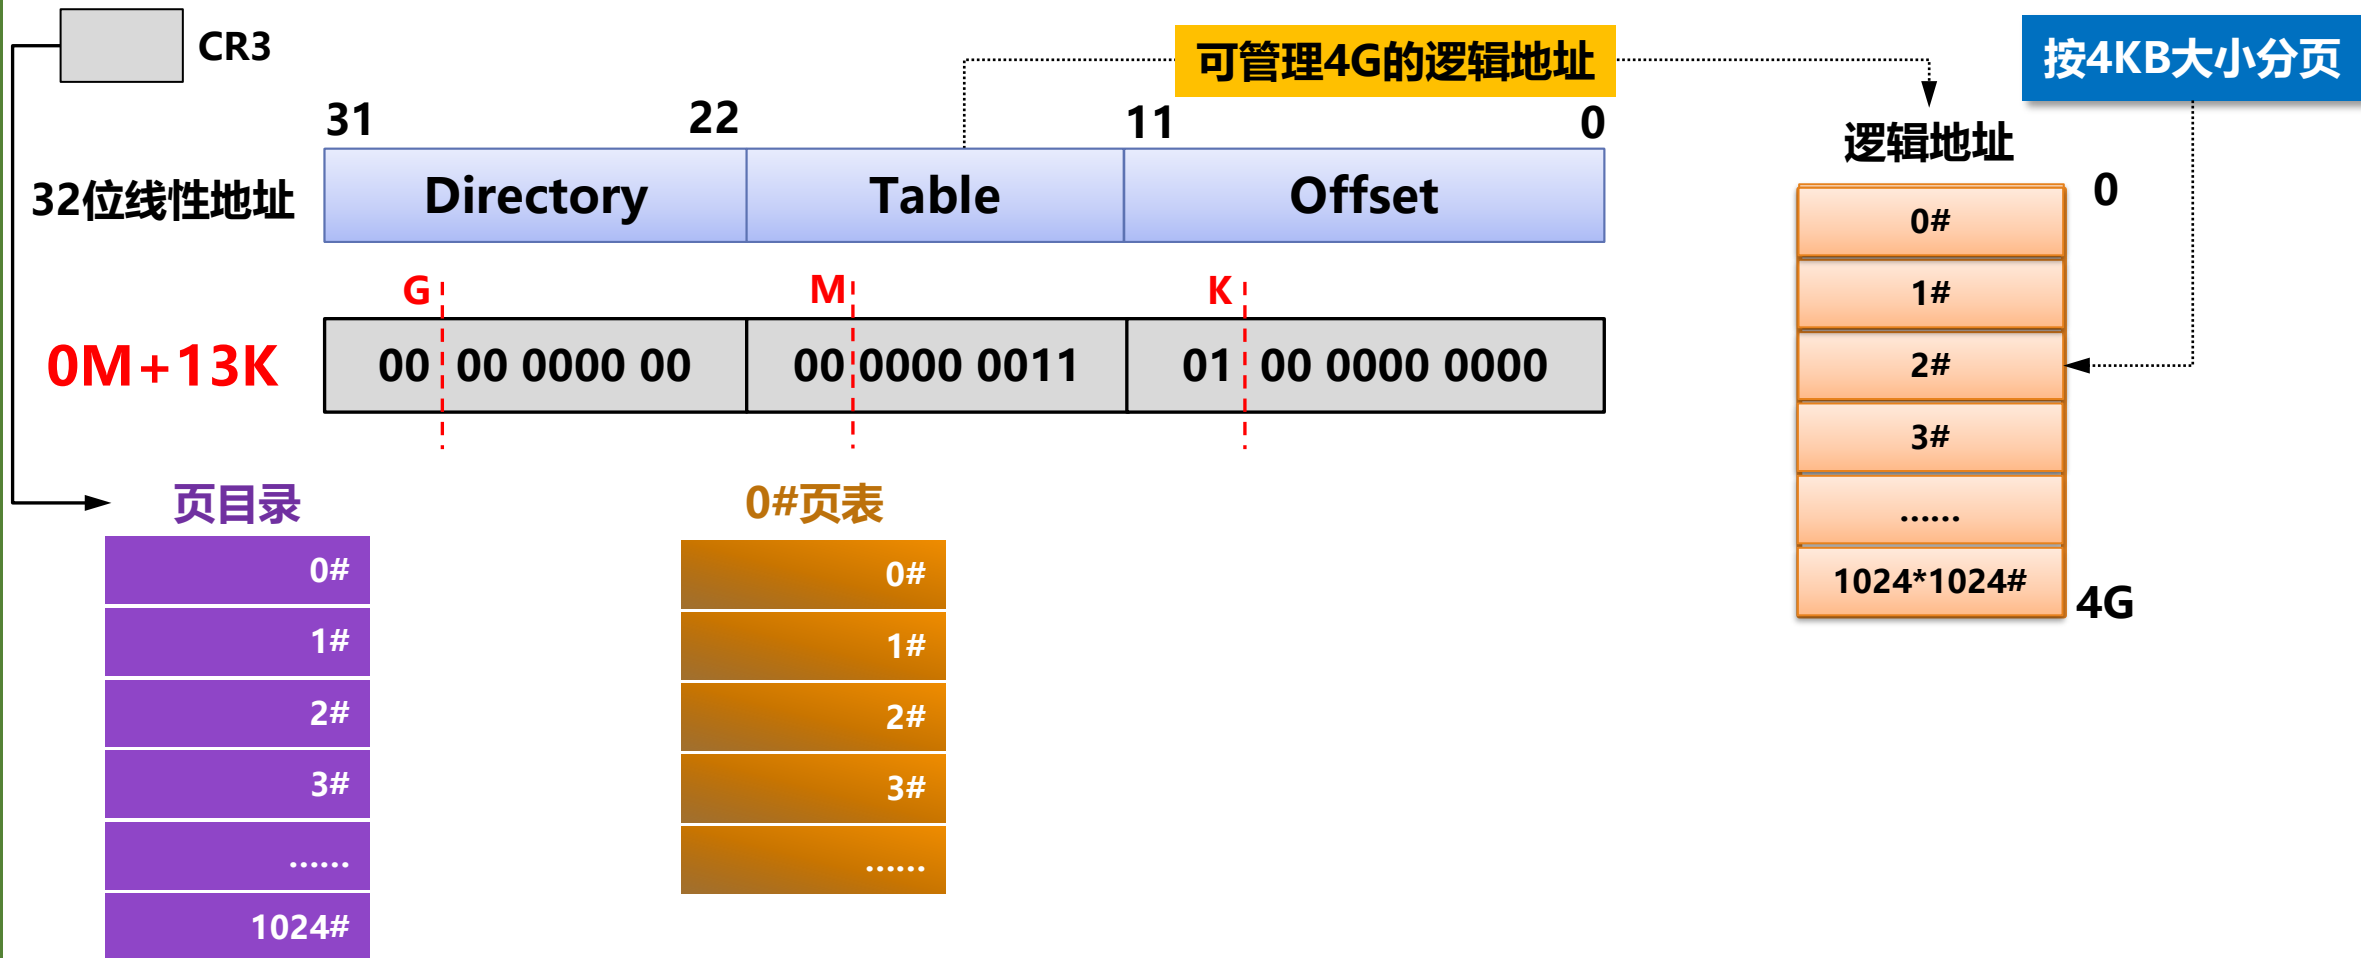 CR3
可管理4G的逻辑地址
按4KB大小分页
31
22
11
0
逻辑地址
32位线性地址
Directory
Table
Offset
0
0#
1#
2#
3#
......
1024*1024#
4G
G
M
K
0M+13K
00 00 0000 00
00 0000 0011
01 00 0000 0000
页目录
0#
1#
2#
3#
......
1024#
0#页表
0#
1#
2#
3#
......